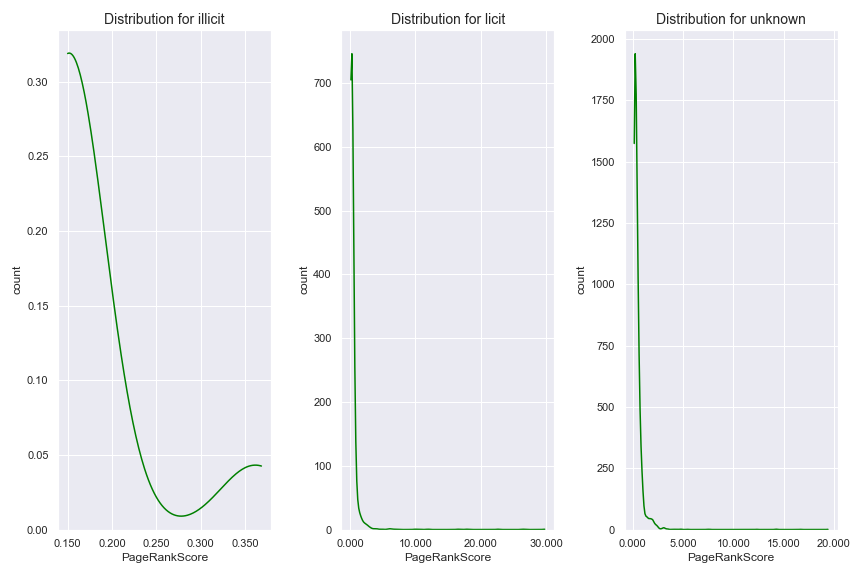 Distribution for illicit
0.30
0.25
0.20
0.15
0.10
0.05
0.00
count
0.150 0.200 0.250 0.300 0.350
PageRankScore
Distribution for licit
700
600
500
400
300
200
100
0
count
0.000 10.000 20.000 30.000
PageRankScore
Distribution for unknown
2000
1750
1500
1250
1000
750
500
250
0
count
0.000 5.000 10.000 15.000 20.000
PageRankScore